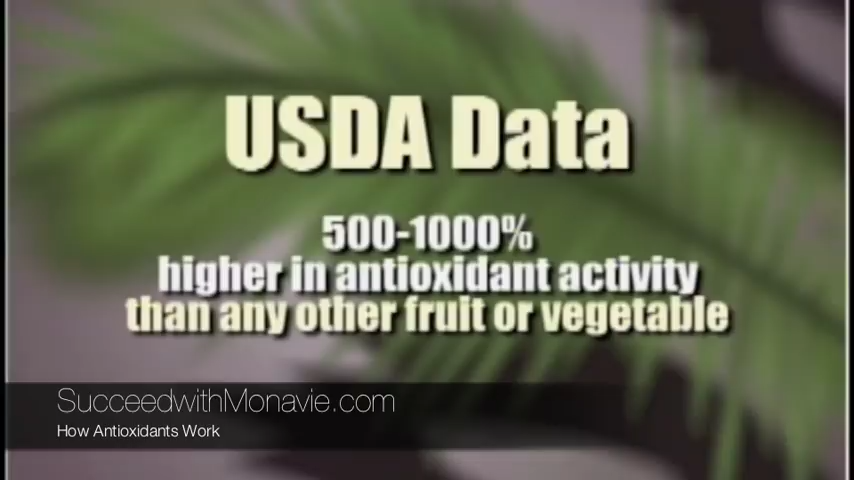 USDA Data
500-1000%
higher in antioxidant activity
than any other fruit or vegetable
SucceedwithMonavie.com
How Antioxidants Work